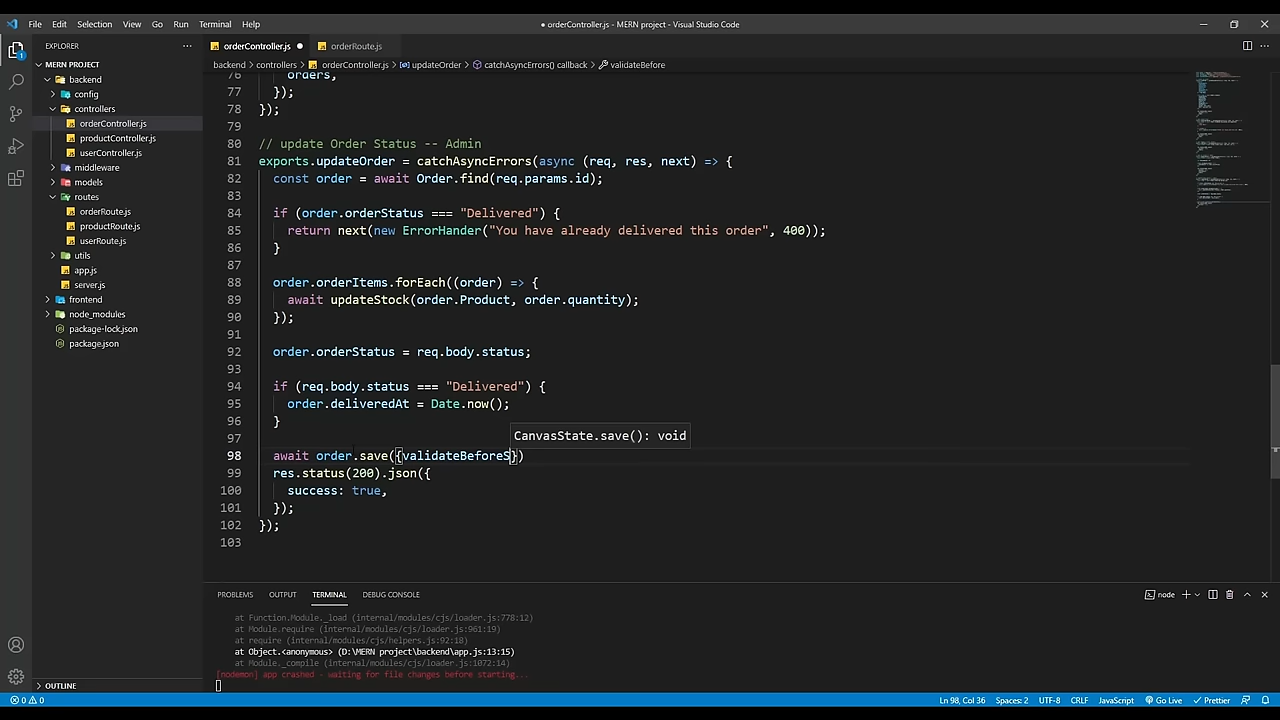 File Edit Selection View Go Run Terminal Help
● orderController.js - MERN project - Visual Studio Code
EXPLORER
MERN PROJECT
backend
config
controllers
orderController.js
productController.js
userController.js
middleware
models
routes
orderRoute.js
productRoute.js
userRoute.js
utils
app.js
server.js
frontend
node_modules
package-lock.json
package.json
OUTLINE
orderController.js ● orderRoute.js
backend > controllers > orderController.js > updateOrder > catchAsyncErrors() callback > validateBefore
76 orders,
77 });
78 });
79
80 // update Order Status -- Admin
81 exports.updateOrder = catchAsyncErrors(async (req, res, next) => {
82 const order = await Order.find(req.params.id);
83
84 if (order.orderStatus === "Delivered") {
85 return next(new ErrorHander("You have already delivered this order", 400));
86 }
87
88 order.orderItems.forEach((order) => {
89 await updateStock(order.Product, order.quantity);
90 });
91
92 order.orderStatus = req.body.status;
93
94 if (req.body.status === "Delivered") {
95 order.deliveredAt = Date.now();
96 }
97
CanvasState.save(): void
98 await order.save({validateBeforeS})
99 res.status(200).json({
100 success: true,
101 });
102 });
103
PROBLEMS OUTPUT TERMINAL DEBUG CONSOLE
node
at Function.Module._load (internal/modules/cjs/loader.js:778:12)
at Module.require (internal/modules/cjs/loader.js:961:19)
at require (internal/modules/cjs/helpers.js:92:18)
at Object.<anonymous> (D:\MERN project\backend\app.js:13:15)
at Module._compile (internal/modules/cjs/loader.js:1072:14)
[nodemon] app crashed - waiting for file changes before starting...
0 0
Ln 98, Col 36 Spaces: 2 UTF-8 CRLF JavaScript Go Live Prettier